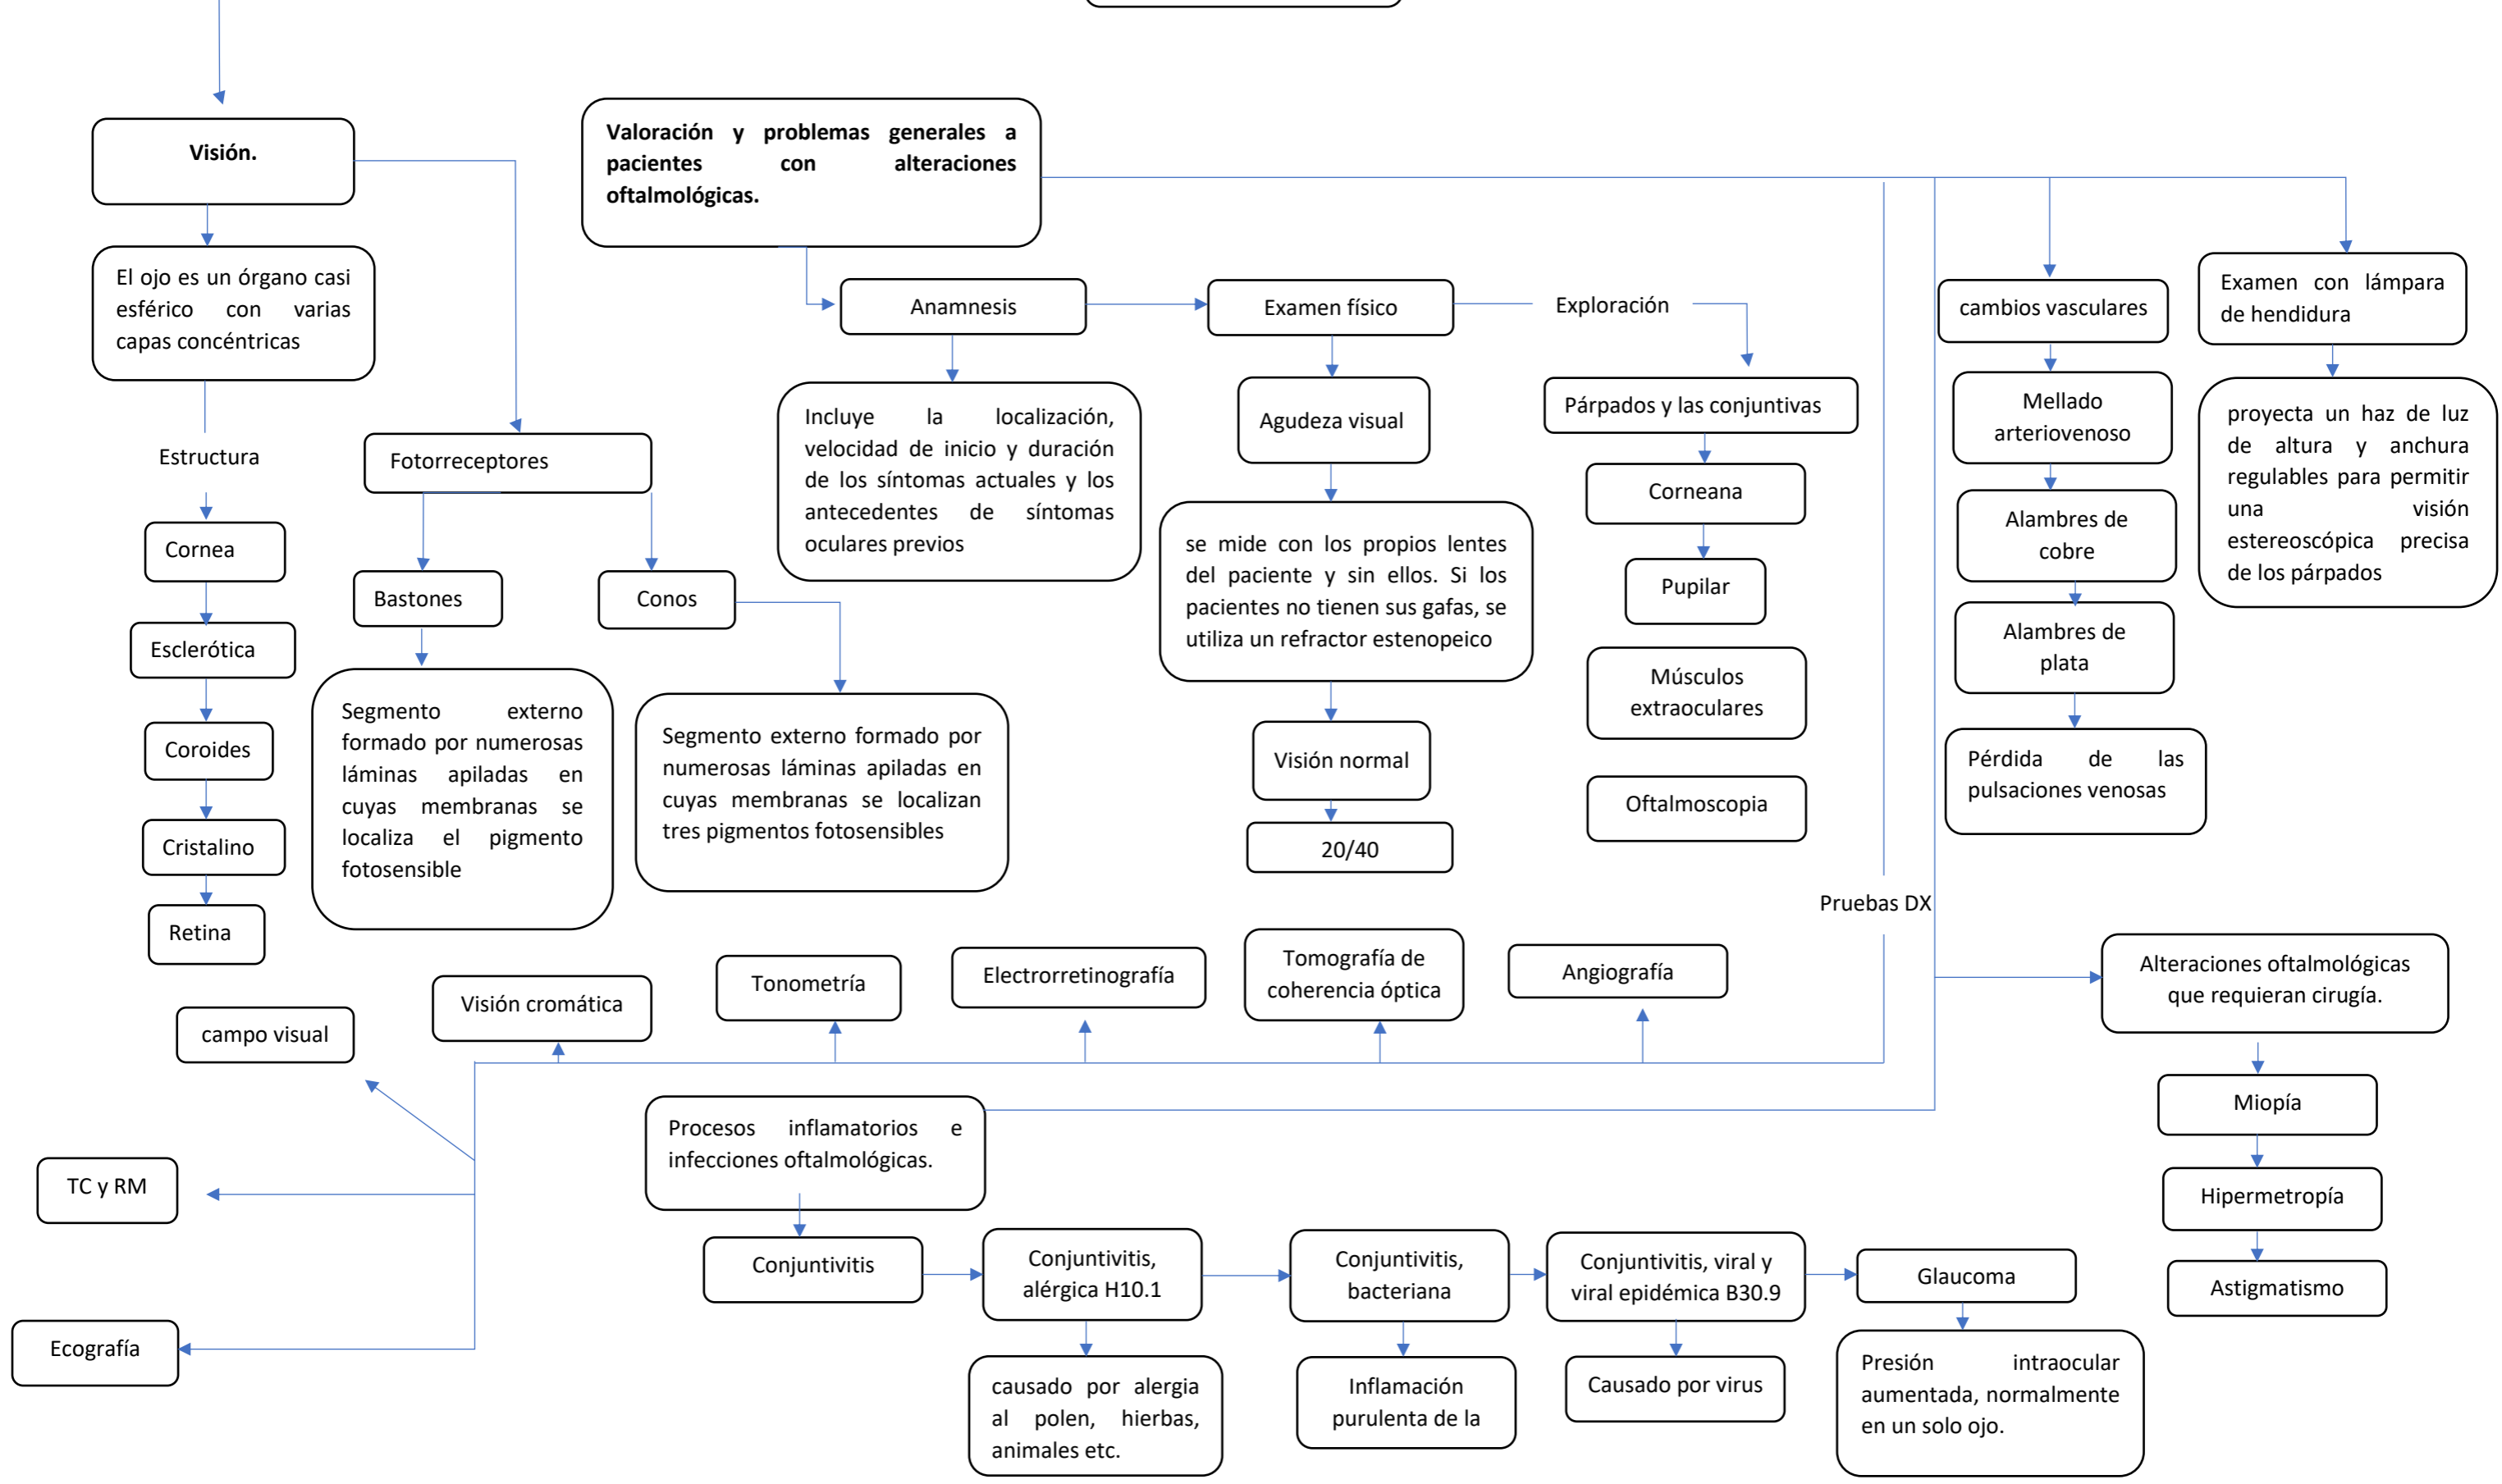 Visión.
El ojo es un órgano casi
esférico con varias
capas concéntricas
Estructura
Cornea
Esclerótica
Coroides
Cristalino
Retina
Fotorreceptores
Bastones
Segmento externo
formado por numerosas
láminas apiladas en
cuyas membranas se
localiza el pigmento
fotosensible
Conos
Segmento externo formado por
numerosas láminas apiladas en
cuyas membranas se localizan
tres pigmentos fotosensibles
Valoración y problemas generales a
pacientes con alteraciones
oftalmológicas.
Anamnesis
Incluye la localización,
velocidad de inicio y duración
de los síntomas actuales y los
antecedentes de síntomas
oculares previos
Examen físico
Agudeza visual
se mide con los propios lentes
del paciente y sin ellos. Si los
pacientes no tienen sus gafas, se
utiliza un refractor estenopeico
Visión normal
20/40
Exploración
Párpados y las conjuntivas
Corneana
Pupilar
Músculos
extraoculares
Oftalmoscopia
cambios vasculares
Mellado
arteriovenoso
Alambres de
cobre
Alambres de
plata
Pérdida de las
pulsaciones venosas
Examen con lámpara
de hendidura
proyecta un haz de luz
de altura y anchura
regulables para permitir
una visión
estereoscópica precisa
de los párpados
Pruebas DX
Angiografía
Tomografía de
coherencia óptica
Electrorretinografía
Tonometría
Visión cromática
campo visual
TC y RM
Ecografía
Alteraciones oftalmológicas
que requieran cirugía.
Miopía
Hipermetropía
Astigmatismo
Procesos inflamatorios e
infecciones oftalmológicas.
Conjuntivitis
Conjuntivitis,
alérgica H10.1
causado por alergia
al polen, hierbas,
animales etc.
Conjuntivitis,
bacteriana
Inflamación
purulenta de la
Conjuntivitis, viral y
viral epidémica B30.9
Causado por virus
Glaucoma
Presión intraocular
aumentada, normalmente
en un solo ojo.